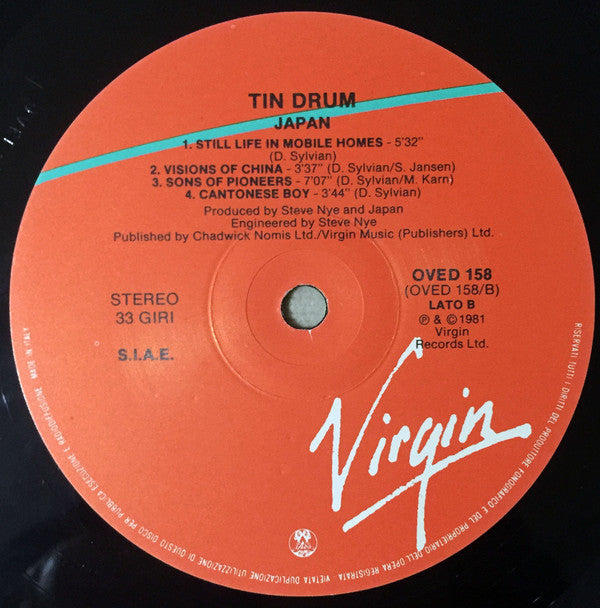 TIN DRUM
JAPAN
1. STILL LIFE IN MOBILE HOMES - 5'32"
(D. Sylvian)
2. VISIONS OF CHINA - 3'37" (D. Sylvian/S. Jansen)
3. SONS OF PIONEERS - 7'07" (D. Sylvian/M. Karn)
4. CANTONESE BOY - 3'44" (D. Sylvian)
Produced by Steve Nye and Japan
Engineered by Steve Nye
Published by Chadwick Nomis Ltd./Virgin Music (Publishers) Ltd.
STEREO
33 GIRI
S.I.A.E.
OVED 158
(OVED 158/B)
LATO B
℗ & © 1981
Virgin
Records Ltd.
Virgin
RISERVATI TUTTI I DIRITTI DEL PRODUTTORE FONOGRAFICO E DEL PROPRIETARIO DELL'OPERA REGISTRATA VIETATA DUPLICAZIONE UTILIZZAZIONE DI QUESTO DISCO PER PUBBLICA ESECUZIONE E RADIODIFFUSIONE MADE IN ITALY